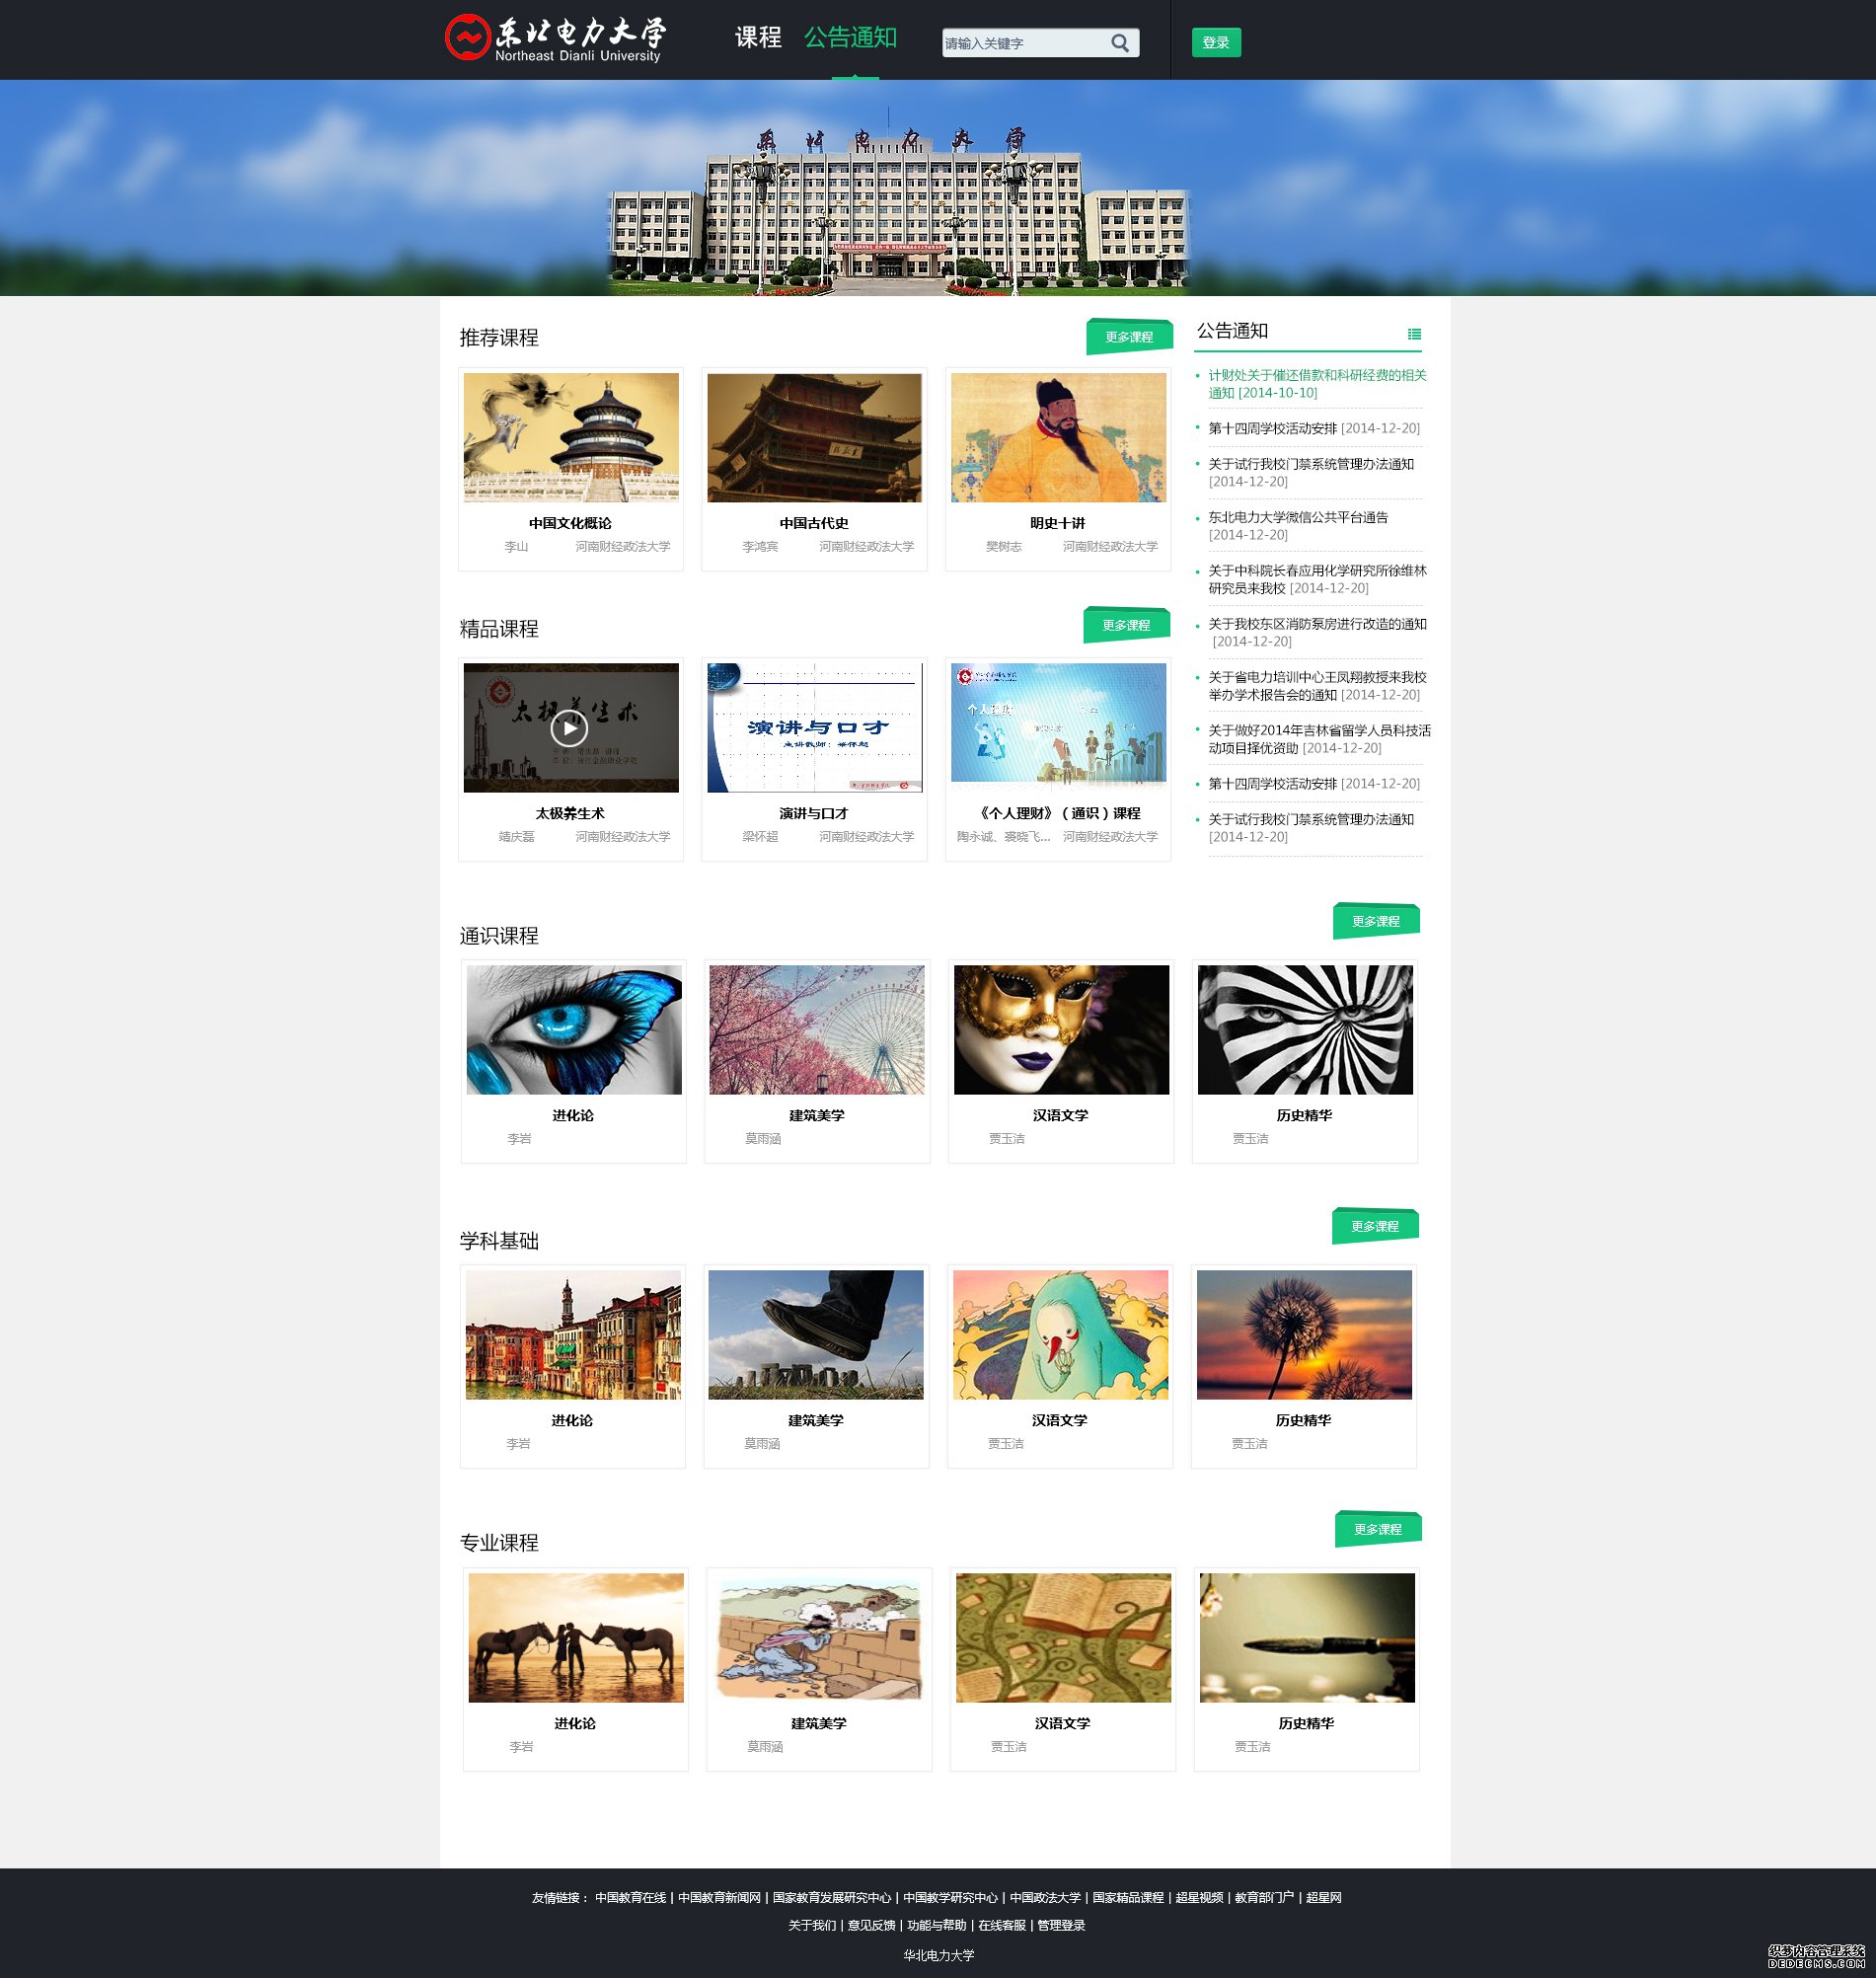 东北电力大学
Northeast Dianli University
课程 公告通知
请输入关键字
登录
东北电力大学
推荐课程
更多课程
中国文化概论
李山 河南财经政法大学
中国古代史
李鸿宾 河南财经政法大学
明史十讲
樊树志 河南财经政法大学
精品课程
更多课程
太极养生术
太极养生术
靖庆磊 河南财经政法大学
演讲与口才
主讲教师：梁怀超
演讲与口才
梁怀超 河南财经政法大学
个人理财
《个人理财》（通识）课程
陶永诚、裘晓飞... 河南财经政法大学
公告通知
计财处关于催还借款和科研经费的相关
通知 [2014-10-10]
第十四周学校活动安排 [2014-12-20]
关于试行我校门禁系统管理办法通知
[2014-12-20]
东北电力大学微信公共平台通告
[2014-12-20]
关于中科院长春应用化学研究所徐维林
研究员来我校 [2014-12-20]
关于我校东区消防泵房进行改造的通知
[2014-12-20]
关于省电力培训中心王凤翔教授来我校
举办学术报告会的通知 [2014-12-20]
关于做好2014年吉林省留学人员科技活
动项目择优资助 [2014-12-20]
第十四周学校活动安排 [2014-12-20]
关于试行我校门禁系统管理办法通知
[2014-12-20]
通识课程
更多课程
进化论
李岩
建筑美学
莫雨涵
汉语文学
贾玉洁
历史精华
贾玉洁
学科基础
更多课程
进化论
李岩
建筑美学
莫雨涵
汉语文学
贾玉洁
历史精华
贾玉洁
专业课程
更多课程
进化论
李岩
建筑美学
莫雨涵
汉语文学
贾玉洁
历史精华
贾玉洁
友情链接： 中国教育在线 | 中国教育新闻网 | 国家教育发展研究中心 | 中国教学研究中心 | 中国政法大学 | 国家精品课程 | 超星视频 | 教育部门户 | 超星网
关于我们 | 意见反馈 | 功能与帮助 | 在线客服 | 管理登录
华北电力大学
织梦内容管理系统
DEDECMS.COM